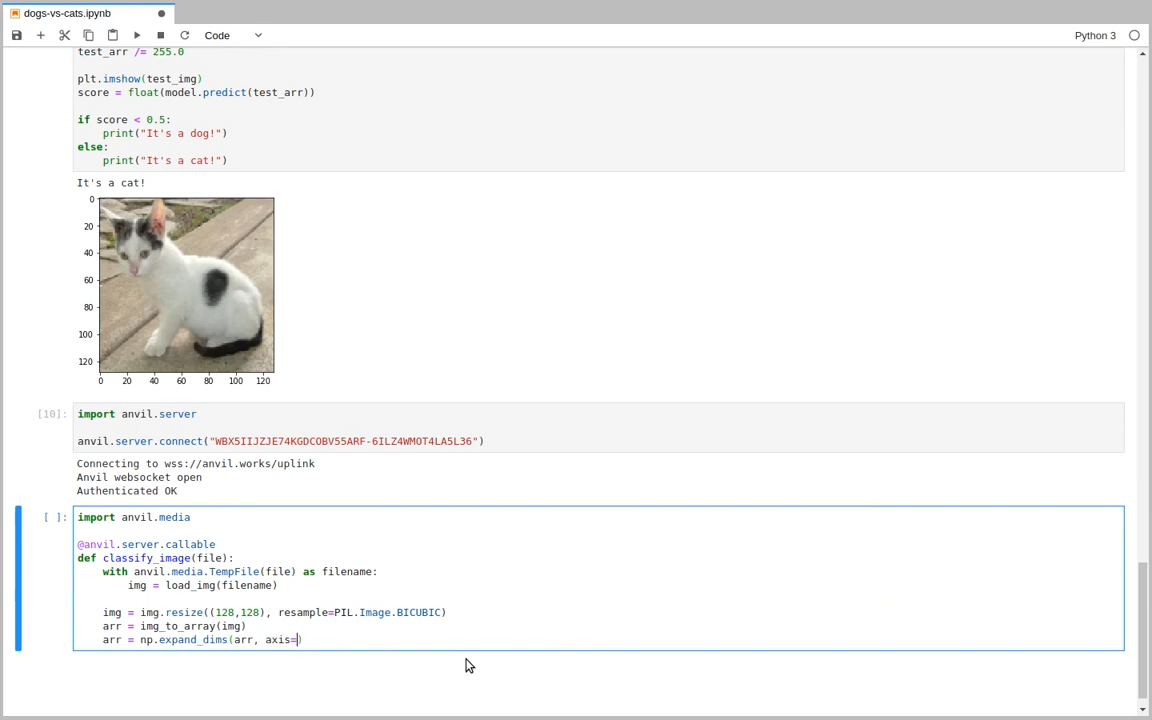 dogs-vs-cats.ipynb
Code
Python 3
test_arr /= 255.0
plt.imshow(test_img)
score = float(model.predict(test_arr))
if score < 0.5:
print("It's a dog!")
else:
print("It's a cat!")
It's a cat!
0
20
40
60
80
100
120
0 20 40 60 80 100 120
[10]: import anvil.server
anvil.server.connect("WBX5IIJZJE74KGDCOBV55ARF-6ILZ4WMOT4LA5L36")
Connecting to wss://anvil.works/uplink
Anvil websocket open
Authenticated OK
[ ]: import anvil.media
@anvil.server.callable
def classify_image(file):
with anvil.media.TempFile(file) as filename:
img = load_img(filename)
img = img.resize((128,128), resample=PIL.Image.BICUBIC)
arr = img_to_array(img)
arr = np.expand_dims(arr, axis=)